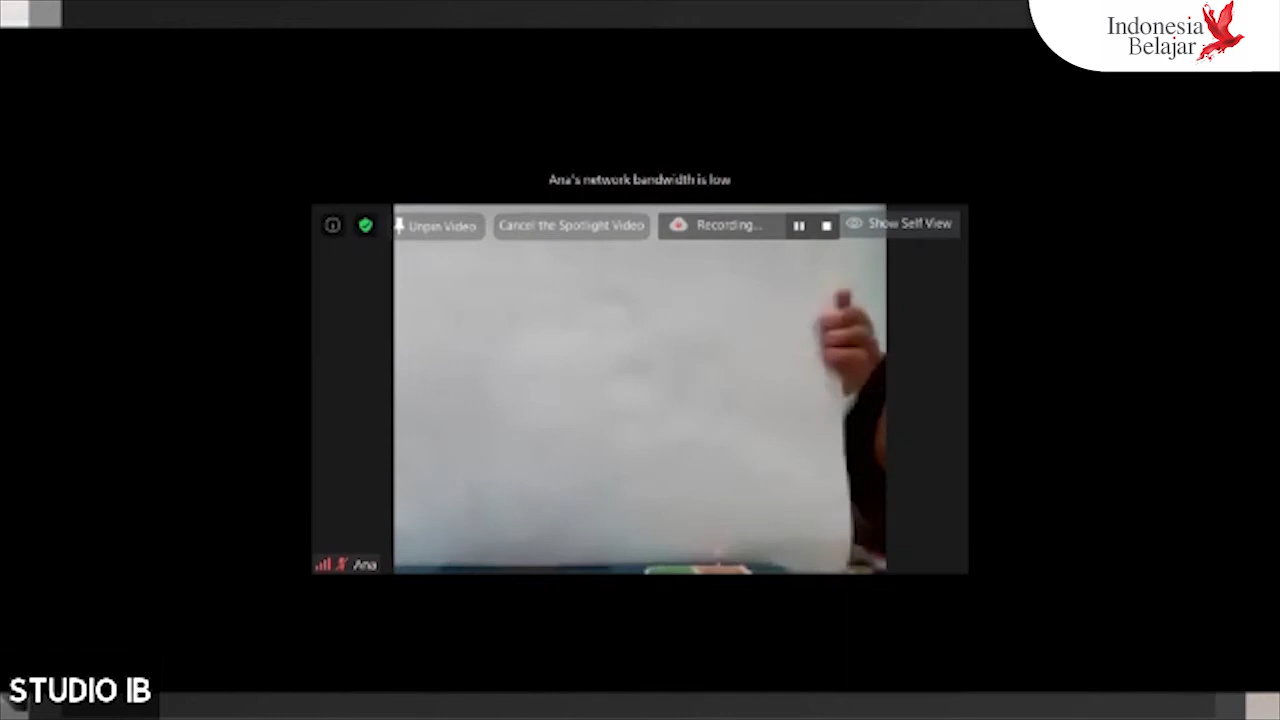 Indonesia
Belajar
Ana's network bandwidth is low
Unpin Video
Cancel the Spotlight Video
Recording...
Show Self View
Ana
STUDIO IB